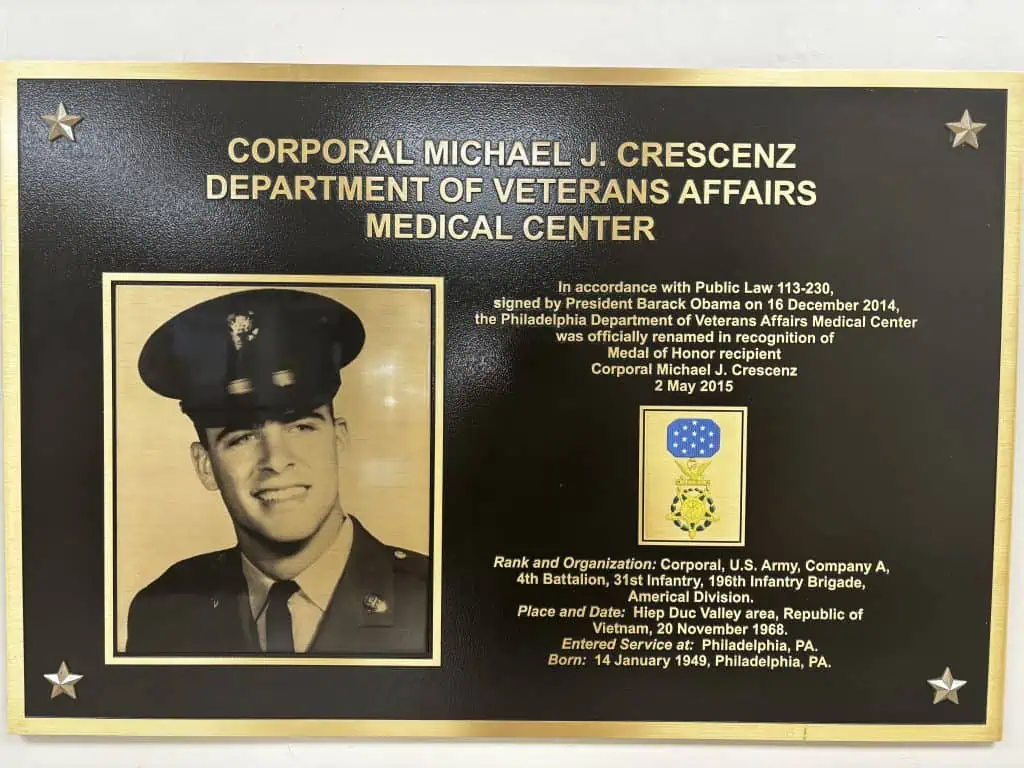 CORPORAL MICHAEL J. CRESCENZ
DEPARTMENT OF VETERANS AFFAIRS
MEDICAL CENTER
In accordance with Public Law 113-230,
signed by President Barack Obama on 16 December 2014,
the Philadelphia Department of Veterans Affairs Medical Center
was officially renamed in recognition of
Medal of Honor recipient
Corporal Michael J. Crescenz
2 May 2015
Rank and Organization: Corporal, U.S. Army, Company A,
4th Battalion, 31st Infantry, 196th Infantry Brigade,
Americal Division.
Place and Date: Hiep Duc Valley area, Republic of
Vietnam, 20 November 1968.
Entered Service at: Philadelphia, PA.
Born: 14 January 1949, Philadelphia, PA.